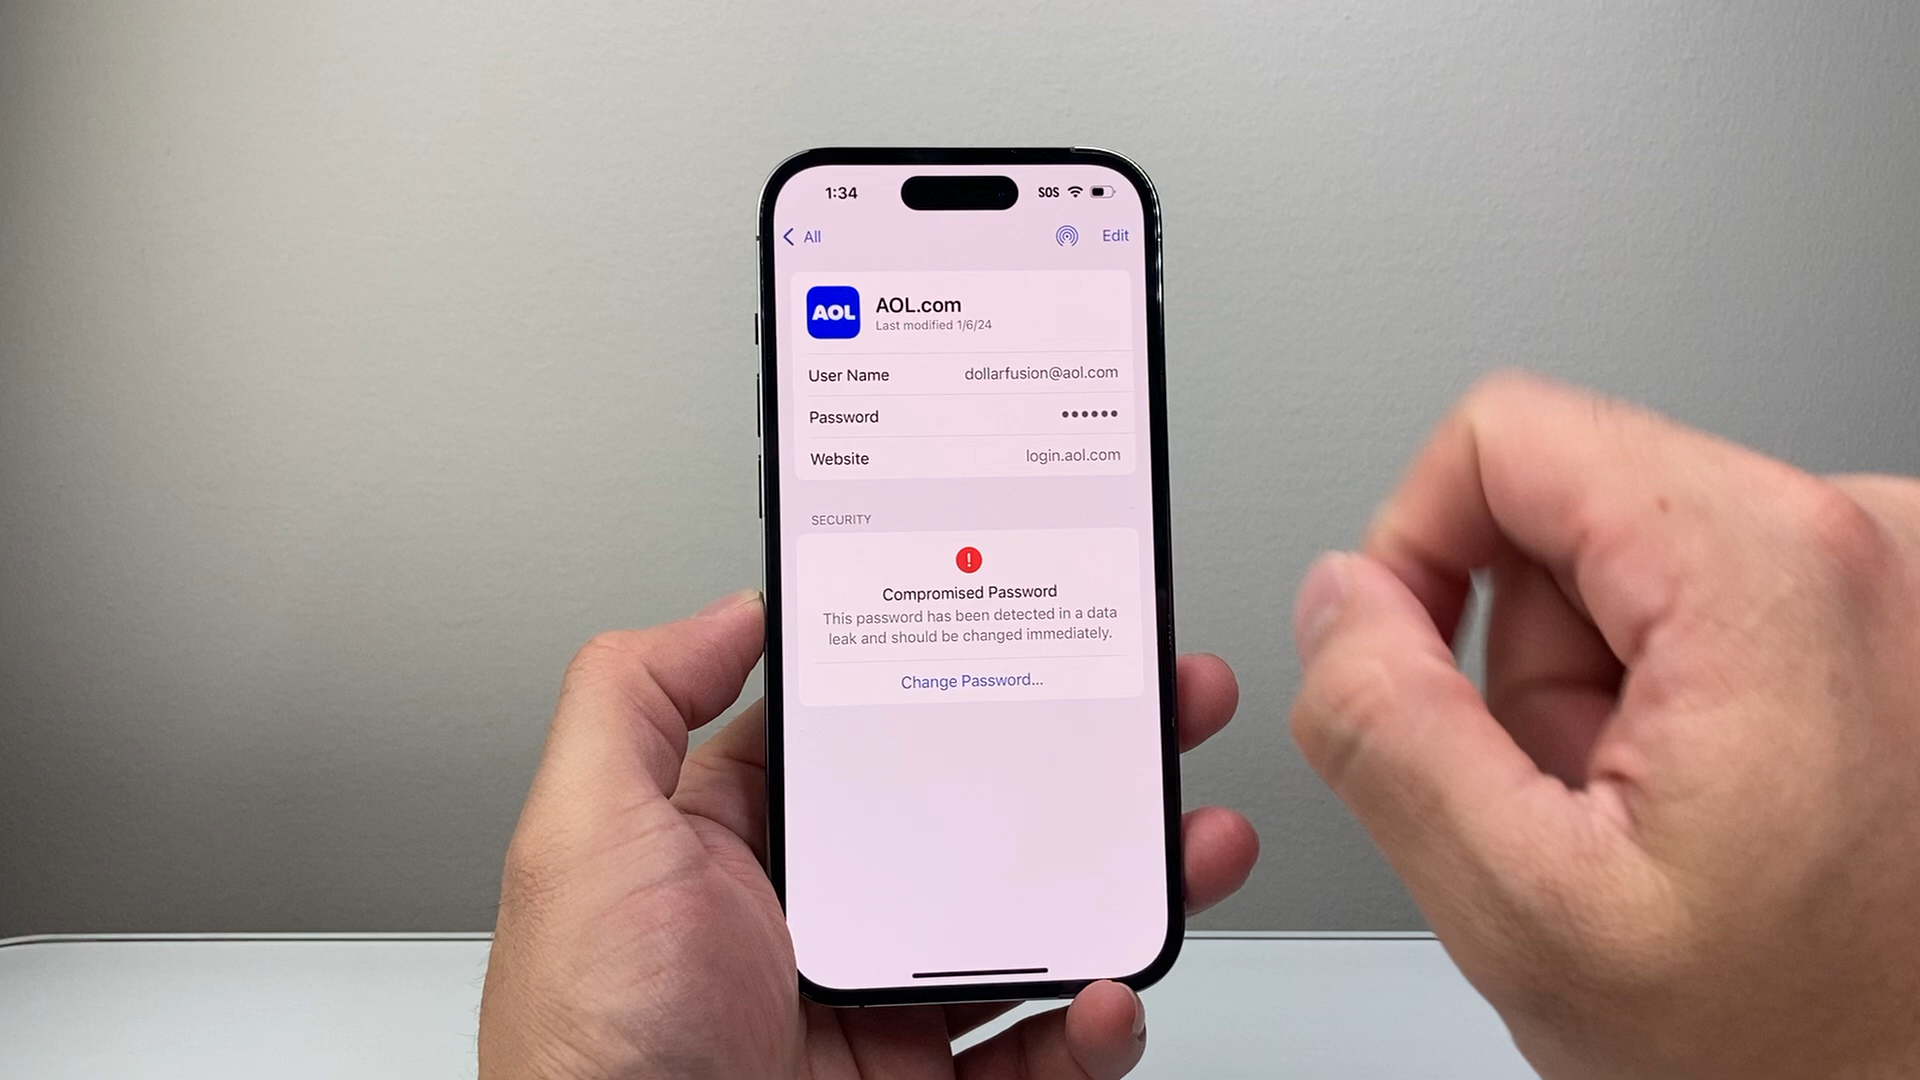 1:34 SOS
All Edit
AOL
AOL.com
Last modified 1/6/24
User Name dollarfusion@aol.com
Password ••••••
Website login.aol.com
SECURITY
!
Compromised Password
This password has been detected in a data
leak and should be changed immediately.
Change Password...